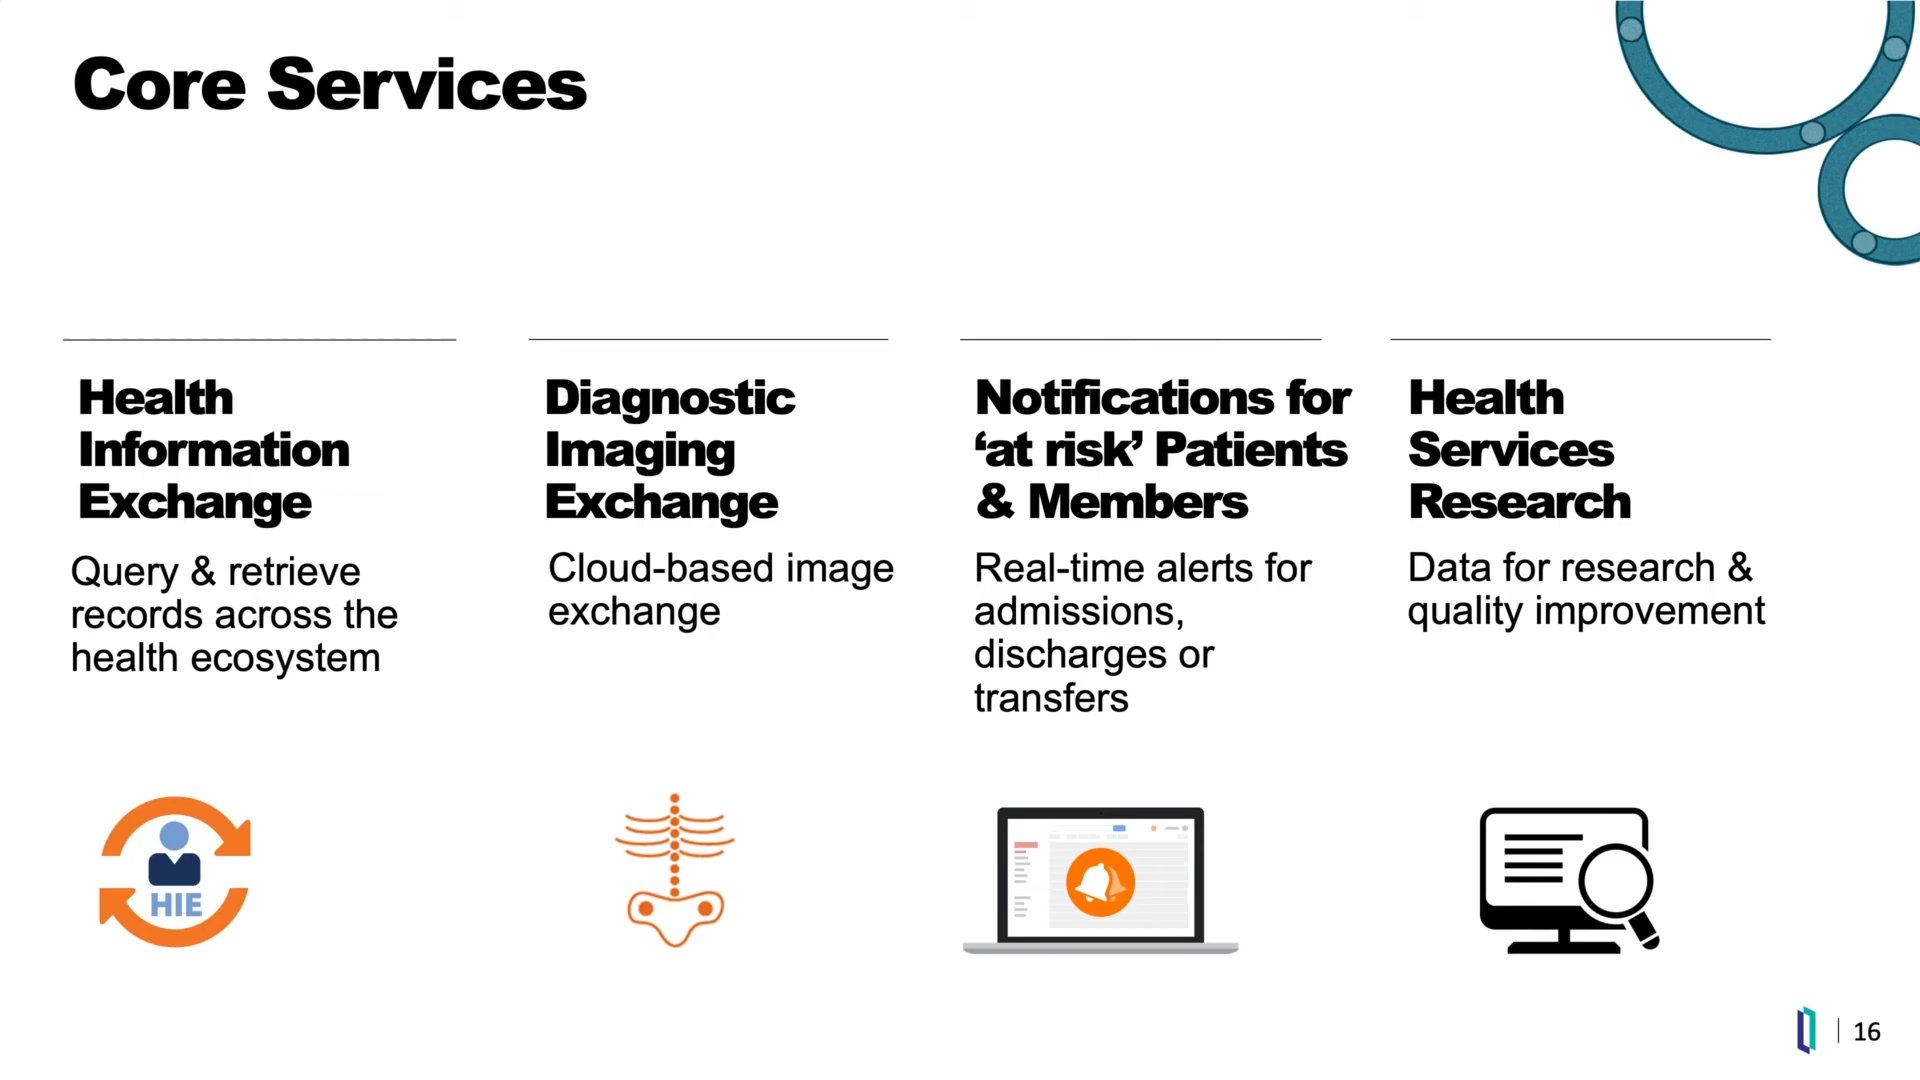 Core Services
Health
Information
Exchange
Query & retrieve
records across the
health ecosystem
HIE
Diagnostic
Imaging
Exchange
Cloud-based image
exchange
Notifications for
‘at risk’ Patients
& Members
Real-time alerts for
admissions,
discharges or
transfers
Health
Services
Research
Data for research &
quality improvement
16